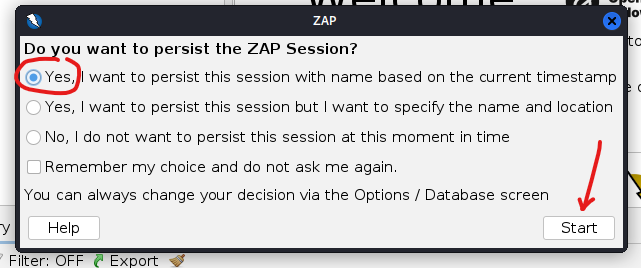 Welcome
ZAP
Do you want to persist the ZAP Session?
Yes, I want to persist this session with name based on the current timestamp
Yes, I want to persist this session but I want to specify the name and location
No, I do not want to persist this session at this moment in time
Remember my choice and do not ask me again.
You can always change your decision via the Options / Database screen
Help
Start
Filter: OFF
Export